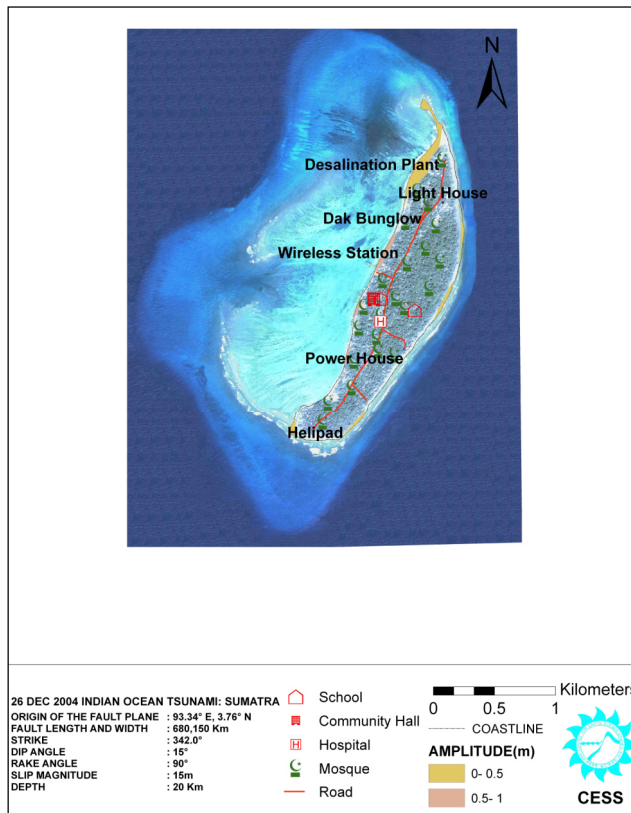 N
Desalination Plant
Light House
Dak Bunglow
Wireless Station
H
Power House
Helipad
26 DEC 2004 INDIAN OCEAN TSUNAMI: SUMATRA
ORIGIN OF THE FAULT PLANE : 93.34° E, 3.76° N
FAULT LENGTH AND WIDTH : 680,150 Km
STRIKE : 342.0°
DIP ANGLE : 15°
RAKE ANGLE : 90°
SLIP MAGNITUDE : 15m
DEPTH : 20 Km
School
Community Hall
H Hospital
Mosque
Road
Kilometers
0 0.5 1
COASTLINE
AMPLITUDE(m)
0- 0.5
0.5- 1
CESS